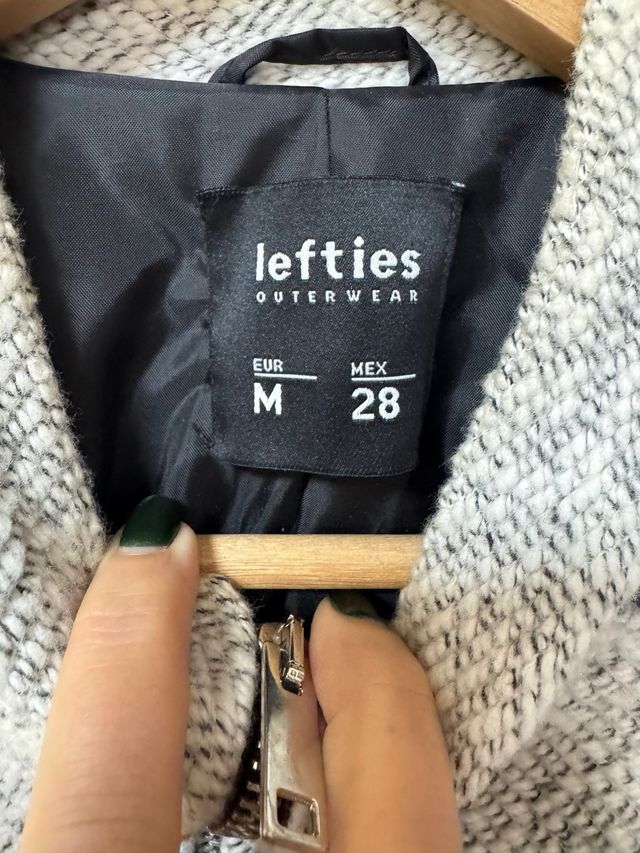 lefties
OUTERWEAR
EUR MEX
M 28